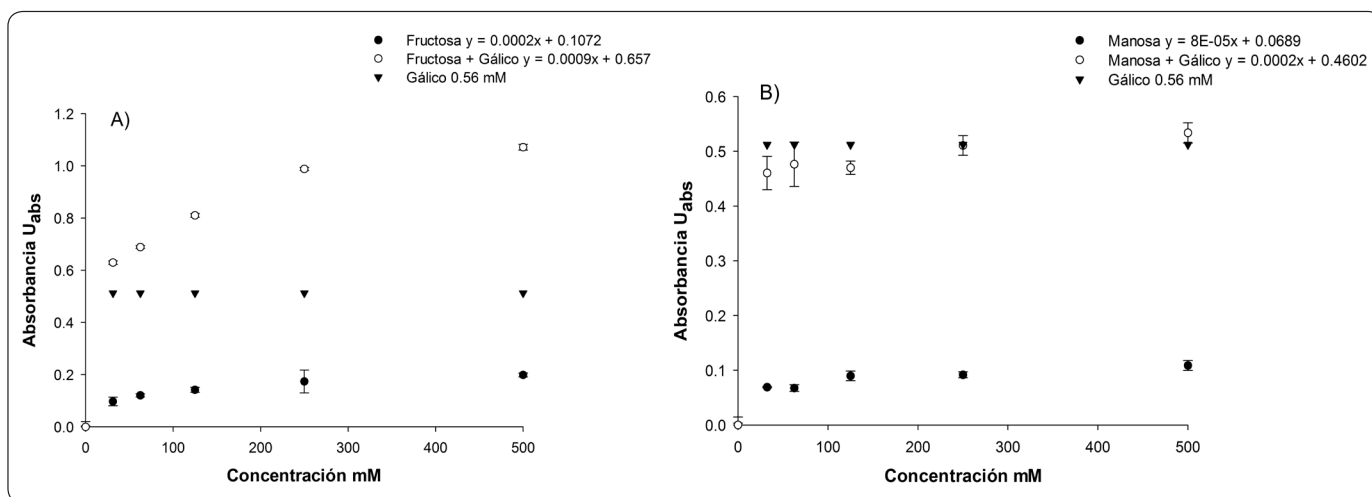 Fructosa y = 0.0002x + 0.1072
Fructosa + Gálico y = 0.0009x + 0.657
Gálico 0.56 mM
A)
1.2
1.0
0.8
0.6
0.4
0.2
0.0
Absorbancia Uabs
0 100 200 300 400 500
Concentración mM
Manosa y = 8E-05x + 0.0689
Manosa + Gálico y = 0.0002x + 0.4602
Gálico 0.56 mM
B)
0.6
0.5
0.4
0.3
0.2
0.1
0.0
Absorbancia Uabs
0 100 200 300 400 500
Concentración mM